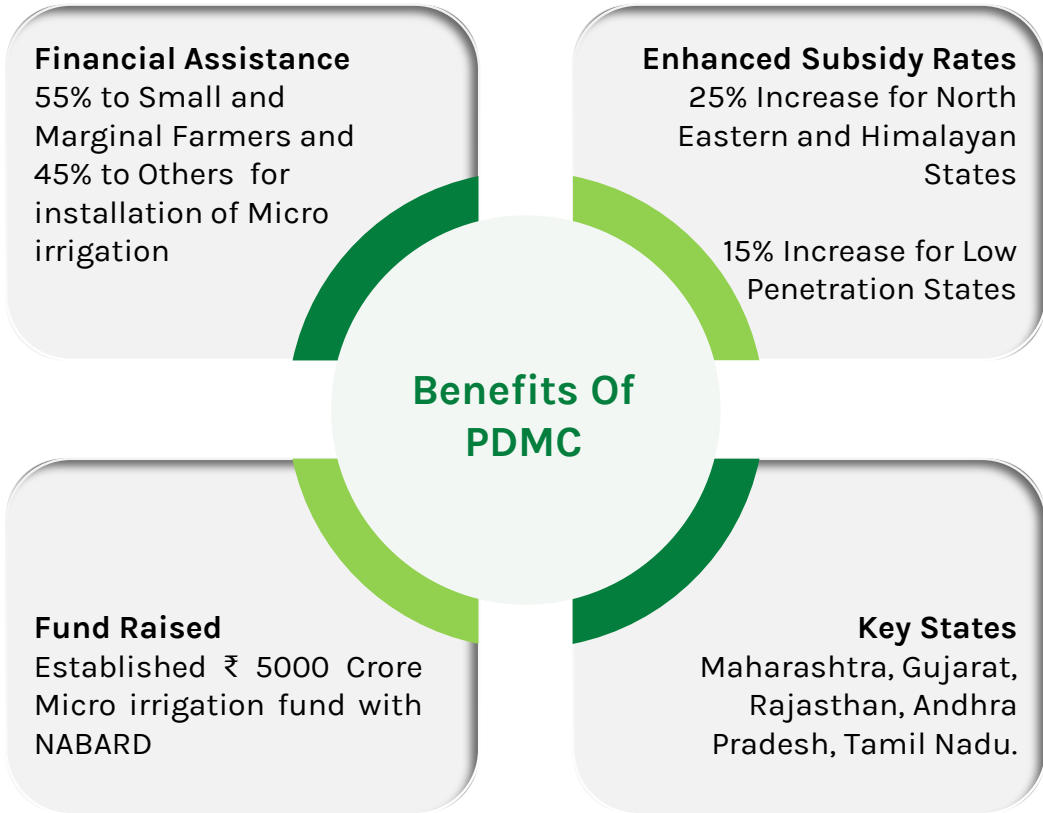 Financial Assistance
55% to Small and
Marginal Farmers and
45% to Others for
installation of Micro
irrigation
Enhanced Subsidy Rates
25% Increase for North
Eastern and Himalayan
States
15% Increase for Low
Penetration States
Benefits Of
PDMC
Fund Raised
Established ₹ 5000 Crore
Micro irrigation fund with
NABARD
Key States
Maharashtra, Gujarat,
Rajasthan, Andhra
Pradesh, Tamil Nadu.